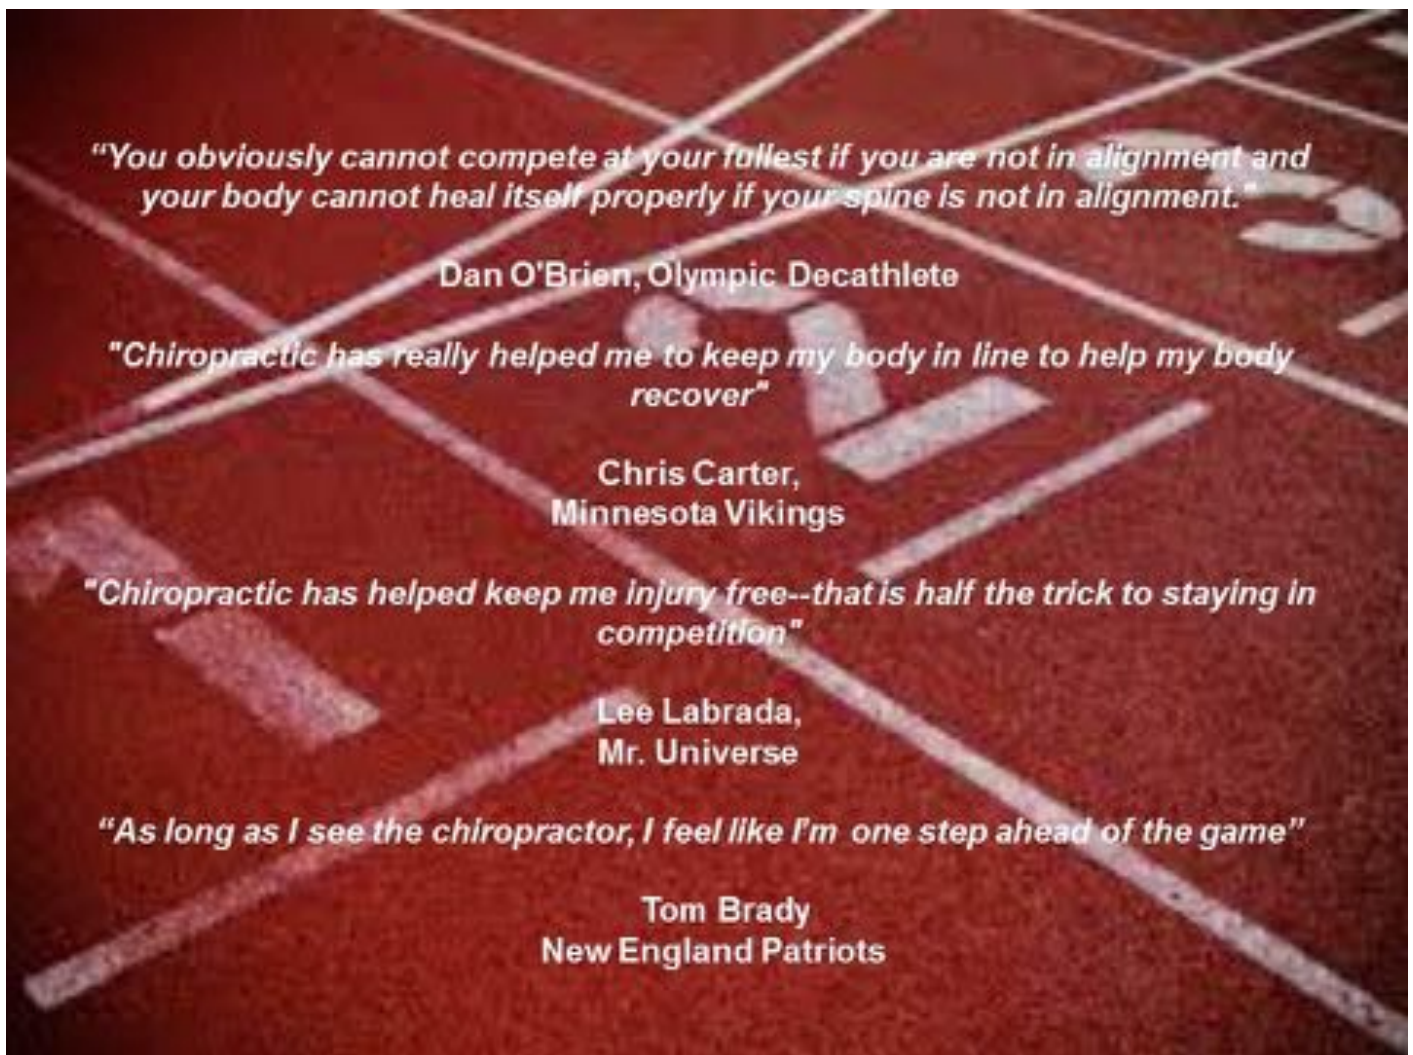 “You obviously cannot compete at your fullest if you are not in alignment and
your body cannot heal itself properly if your spine is not in alignment."
Dan O'Brien, Olympic Decathlete
"Chiropractic has really helped me to keep my body in line to help my body
recover"
Chris Carter,
Minnesota Vikings
"Chiropractic has helped keep me injury free--that is half the trick to staying in
competition"
Lee Labrada,
Mr. Universe
“As long as I see the chiropractor, I feel like I’m one step ahead of the game”
Tom Brady
New England Patriots
1
2
3